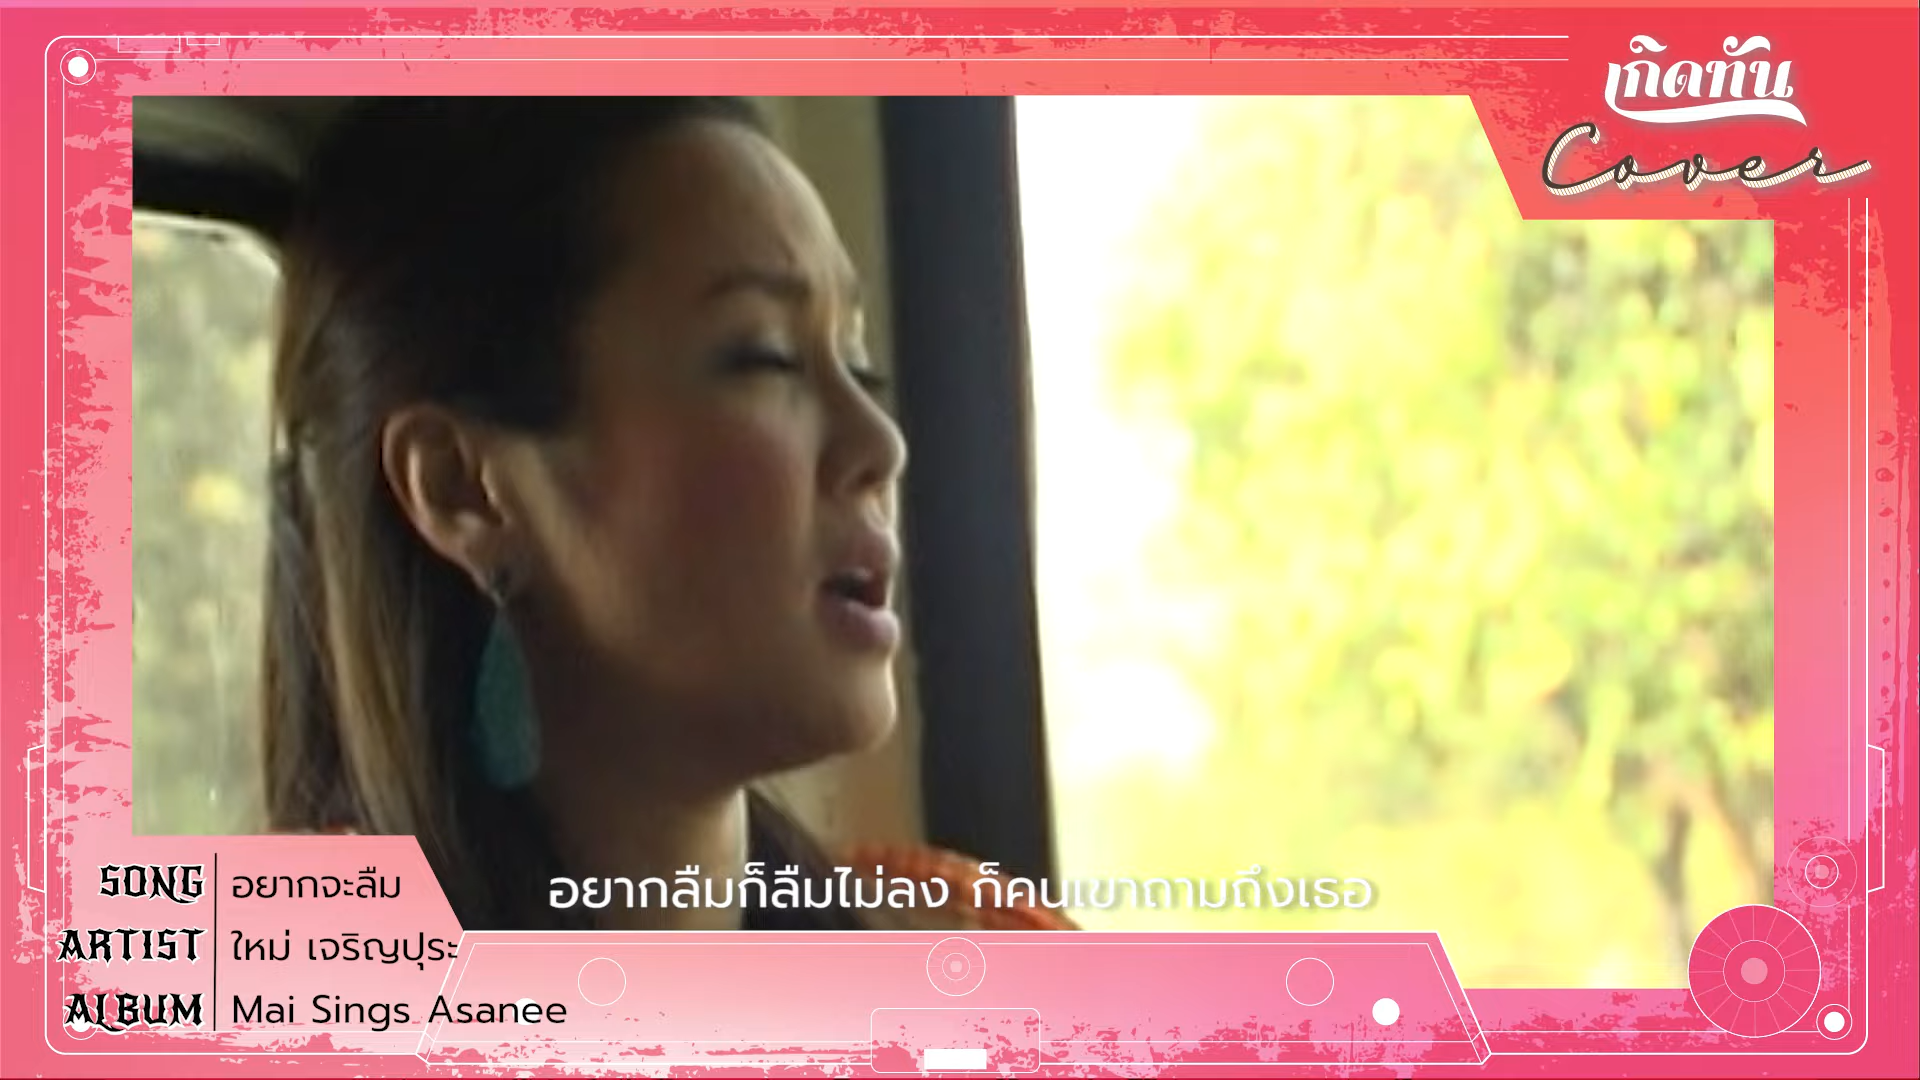 เกิดทัน
Cover
อยากลืมก็ลืมไม่ลง ก็คนเขาถามถึงเธอ
SONG อยากจะลืม
ARTIST ใหม่ เจริญปุระ
ALBUM Mai Sings Asanee